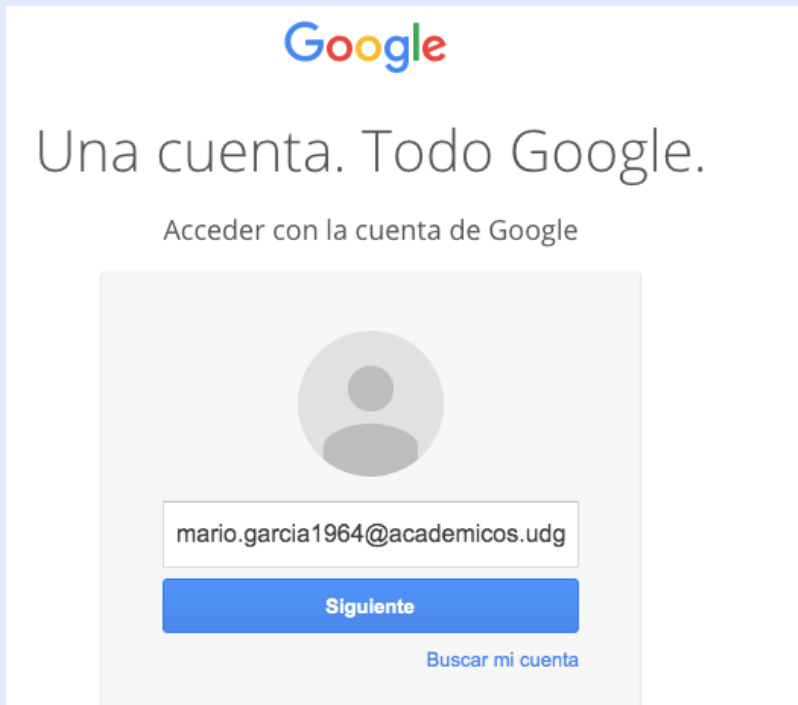 Google
Una cuenta. Todo Google.
Acceder con la cuenta de Google
mario.garcia1964@academicos.udg
Siguiente
Buscar mi cuenta